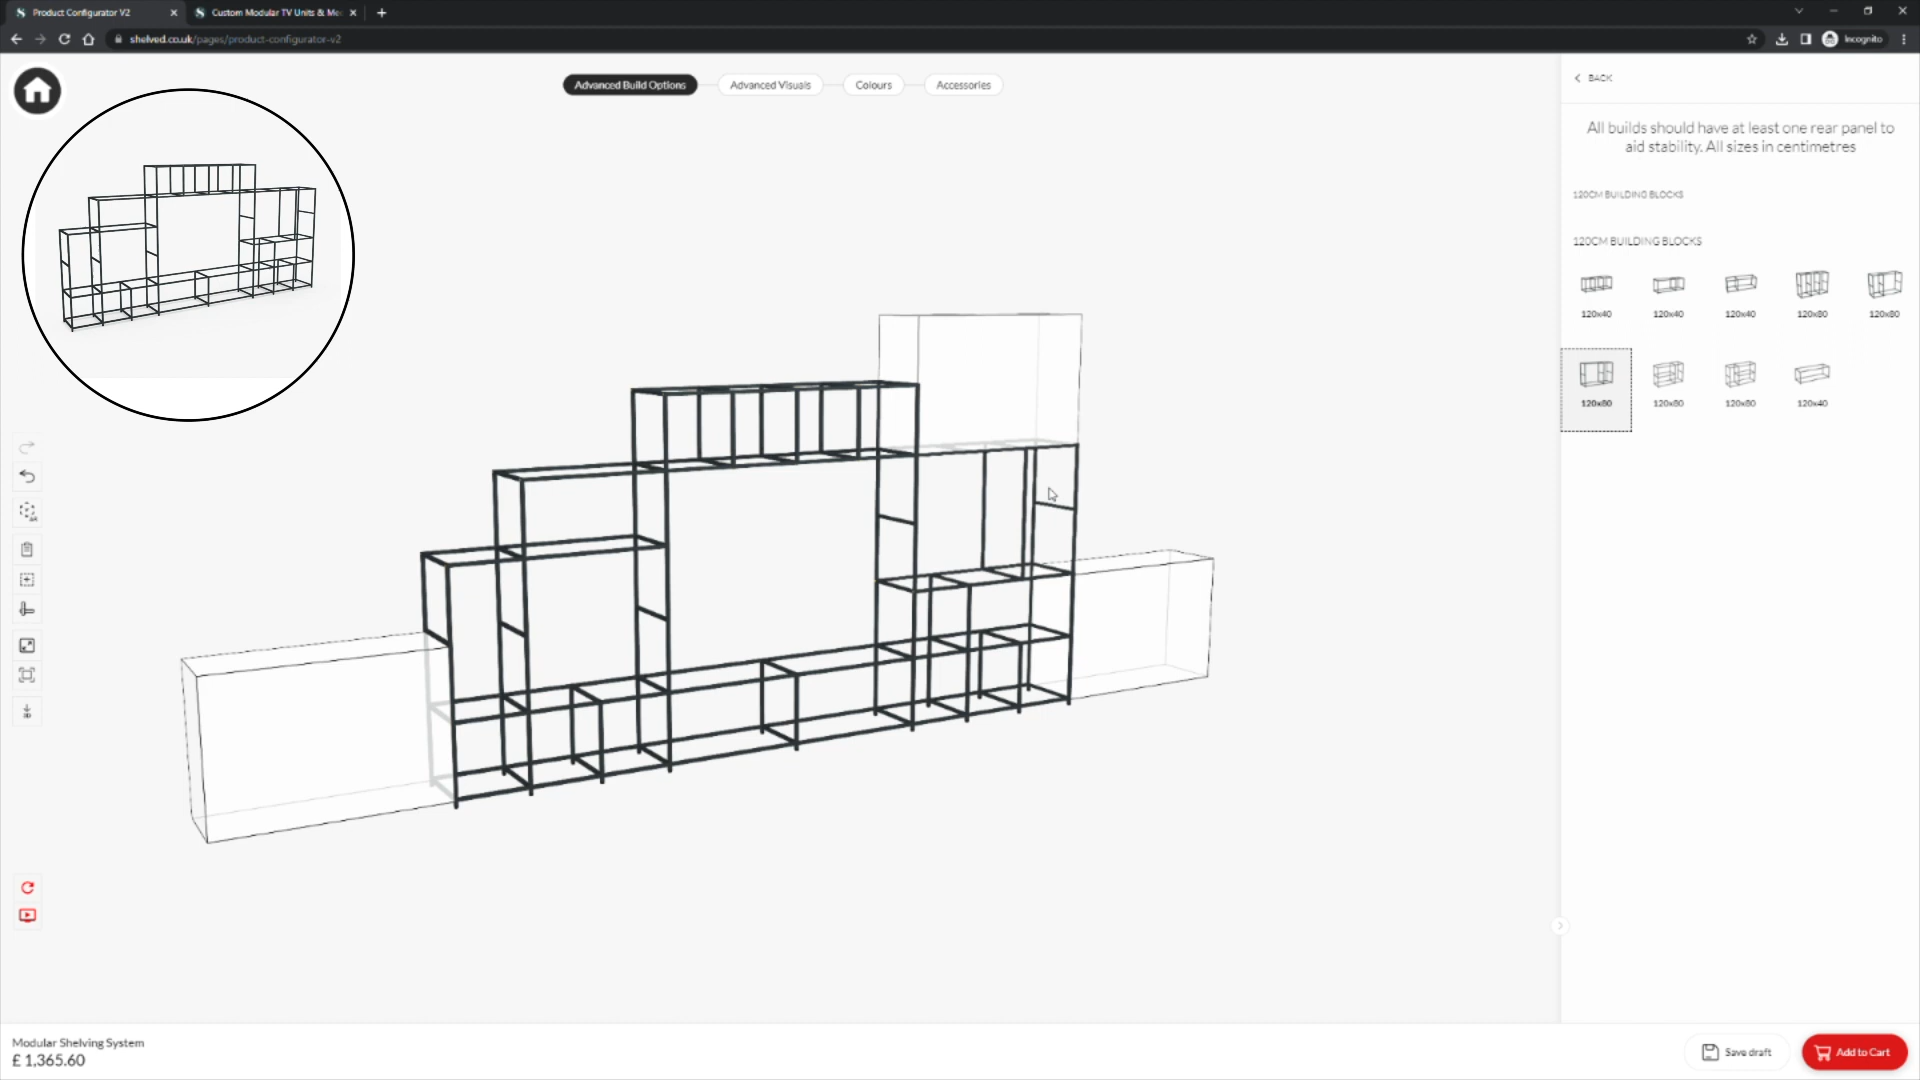 Product Configurator V2
Custom Modular TV Units & Me
shelved.co.uk/pages/product-configurator-v2
Incognito
Advanced Build Options
Advanced Visuals
Colours
Accessories
BACK
All builds should have at least one rear panel to
aid stability. All sizes in centimetres
120CM BUILDING BLOCKS
120CM BUILDING BLOCKS
120x40
120x40
120x40
120x80
120x80
120x80
120x80
120x80
120x40
Modular Shelving System
£ 1,365.60
Save draft
Add to Cart